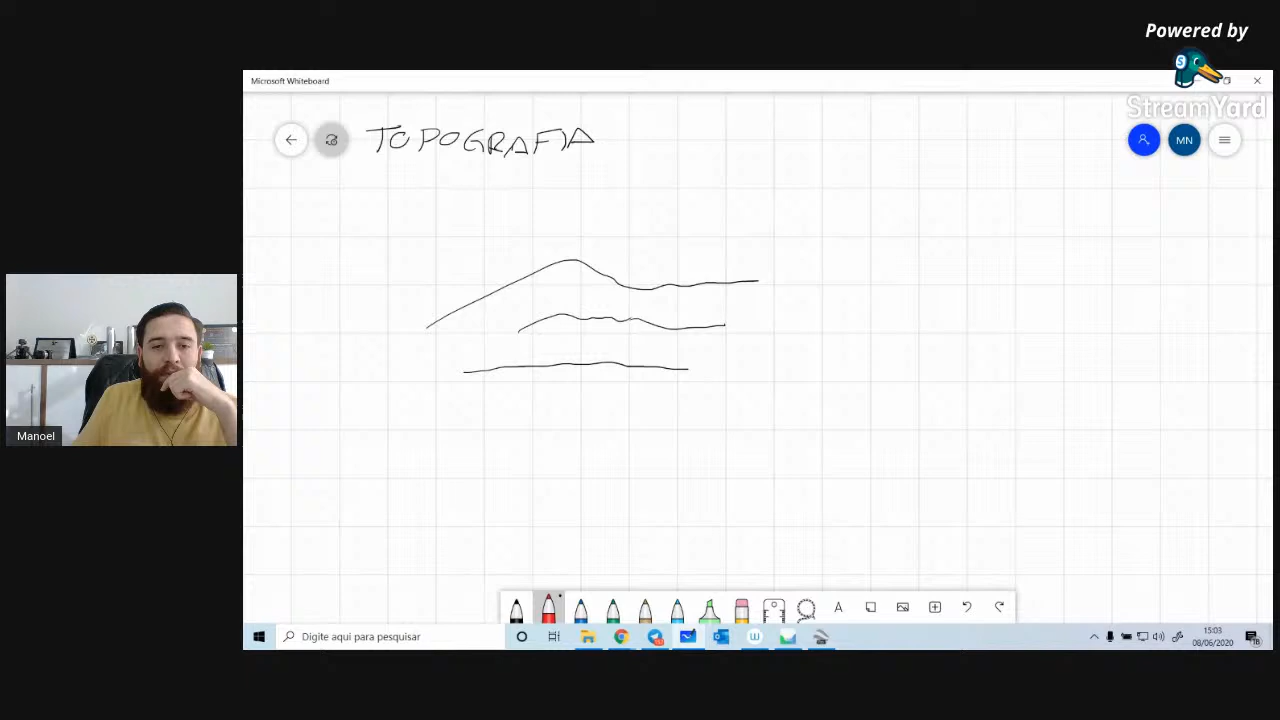 Powered by
StreamYard
Microsoft Whiteboard
TOPOGRAFIA
MN
Manoel
A
Digite aqui para pesquisar
15:03
08/06/2020